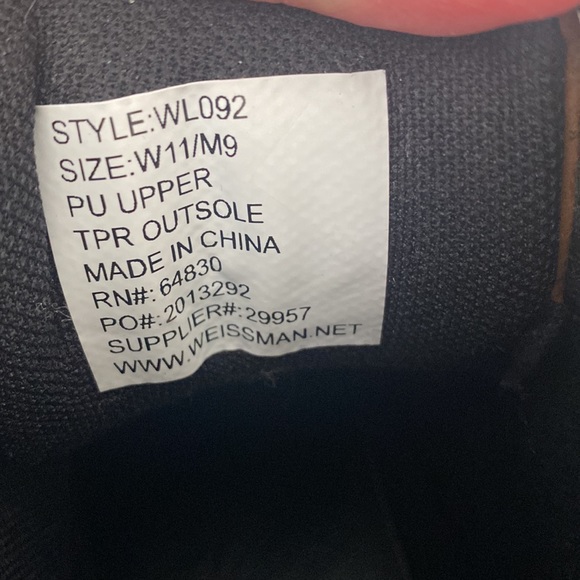 STYLE:WL092
SIZE:W11/M9
PU UPPER
TPR OUTSOLE
MADE IN CHINA
RN#: 64830
PO#:2013292
SUPPLIER#:29957
WWW.WEISSMAN.NET